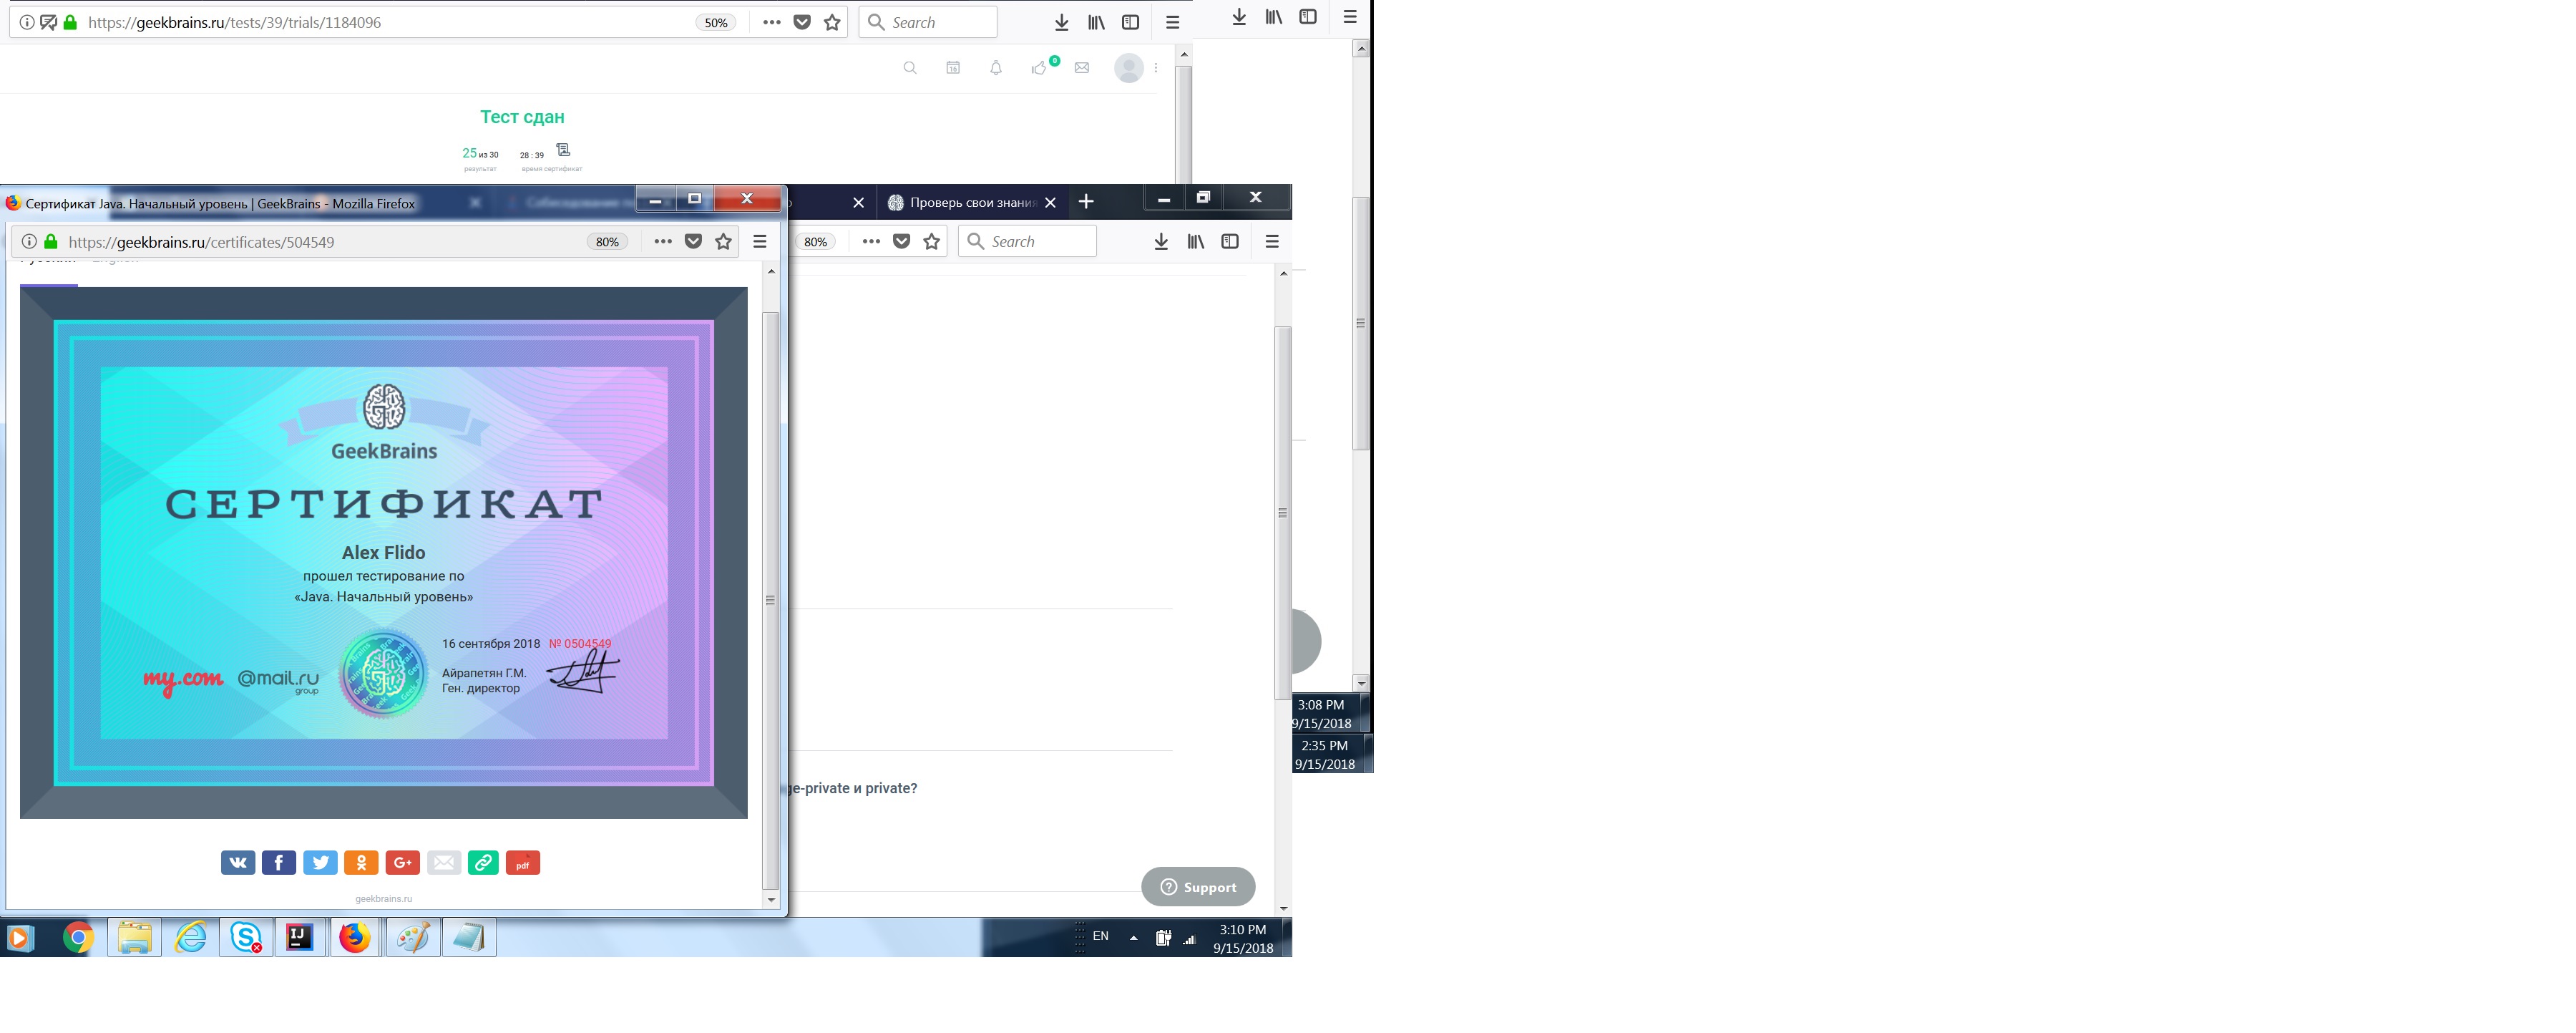 https://geekbrains.ru/tests/39/trials/1184096
50%
Search
16
0
Тест сдан
25 из 30
28 : 39
результат
время сертификат
Сертификат Java. Начальный уровень | GeekBrains - Mozilla Firefox
Проверь свои знания
https://geekbrains.ru/certificates/504549
80%
80%
Search
GeekBrains
СЕРТИФИКАТ
Alex Flido
прошел тестирование по
«Java. Начальный уровень»
16 сентября 2018 № 0504549
my.com
@mail.ru
group
Айрапетян Г.М.
Ген. директор
3:08 PM
9/15/2018
2:35 PM
9/15/2018
ge-private и private?
G+
pdf
Support
geekbrains.ru
IJ
EN
3:10 PM
9/15/2018